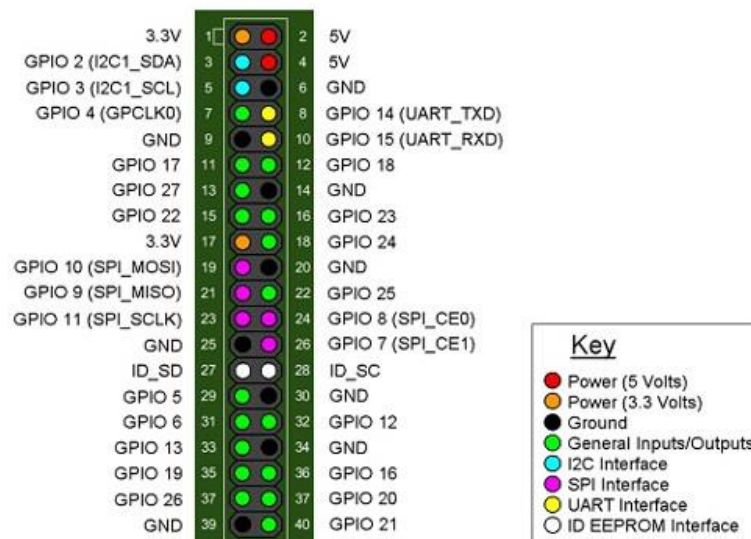 3.3V 1 2 5V
GPIO 2 (I2C1_SDA) 3 4 5V
GPIO 3 (I2C1_SCL) 5 6 GND
GPIO 4 (GPCLK0) 7 8 GPIO 14 (UART_TXD)
GND 9 10 GPIO 15 (UART_RXD)
GPIO 17 11 12 GPIO 18
GPIO 27 13 14 GND
GPIO 22 15 16 GPIO 23
3.3V 17 18 GPIO 24
GPIO 10 (SPI_MOSI) 19 20 GND
GPIO 9 (SPI_MISO) 21 22 GPIO 25
GPIO 11 (SPI_SCLK) 23 24 GPIO 8 (SPI_CE0)
GND 25 26 GPIO 7 (SPI_CE1)
ID_SD 27 28 ID_SC
GPIO 5 29 30 GND
GPIO 6 31 32 GPIO 12
GPIO 13 33 34 GND
GPIO 19 35 36 GPIO 16
GPIO 26 37 37 GPIO 20
GND 39 40 GPIO 21
Key
Power (5 Volts)
Power (3.3 Volts)
Ground
General Inputs/Outputs
I2C Interface
SPI Interface
UART Interface
ID EEPROM Interface